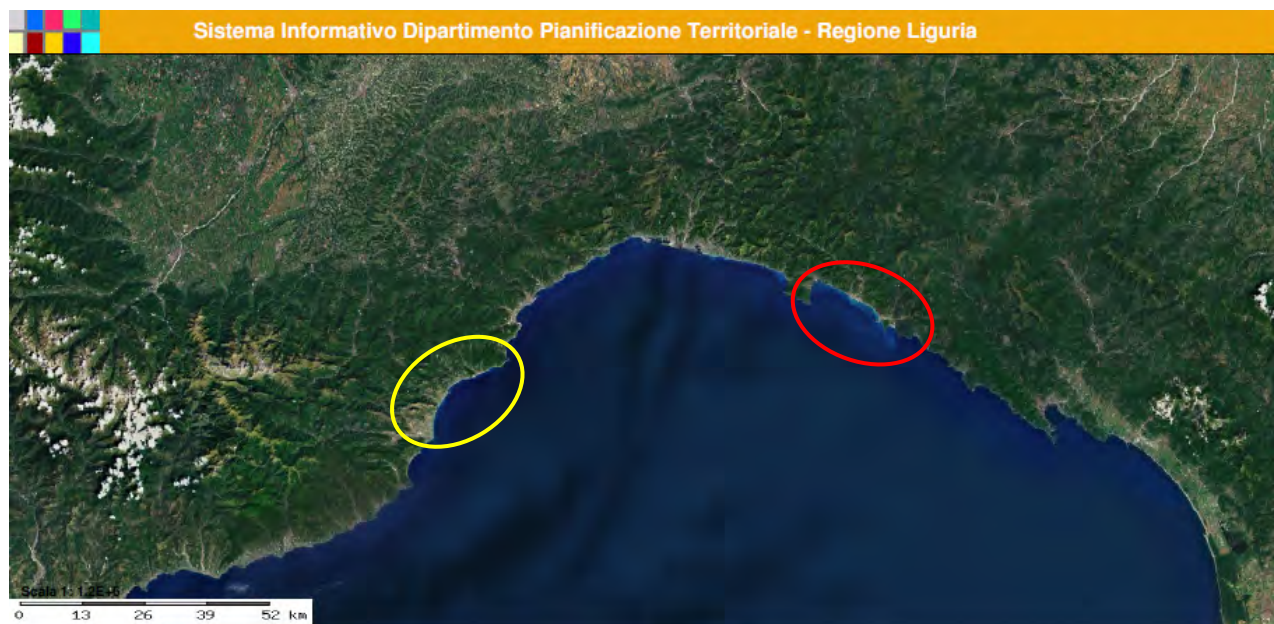 Sistema Informativo Dipartimento Pianificazione Territoriale - Regione Liguria
Scala 1: 1.2E+6
0 13 26 39 52 km